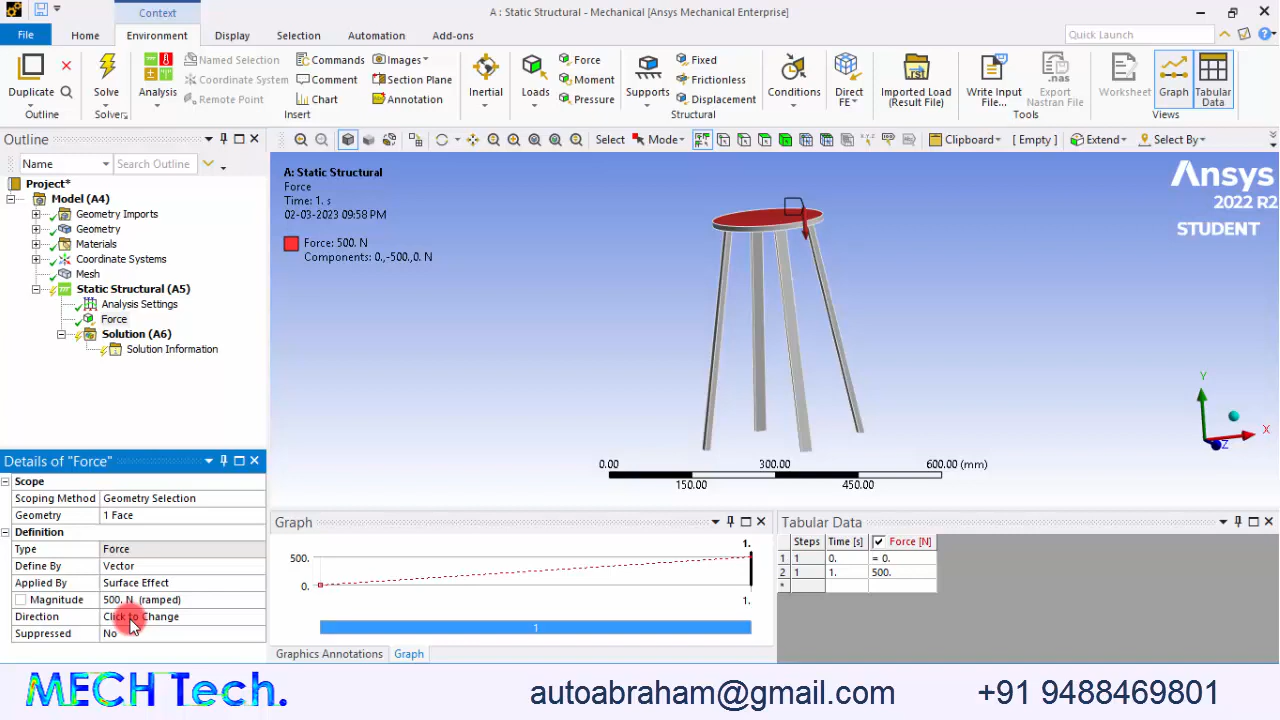 Context
A : Static Structural - Mechanical [Ansys Mechanical Enterprise]
File
Home
Environment
Display
Selection
Automation
Add-ons
Quick Launch
Duplicate
Outline
Solve
Solvers
Analysis
Named Selection
Coordinate System
Remote Point
Commands
Comment
Chart
Images
Section Plane
Annotation
Insert
Inertial
Loads
Force
Moment
Pressure
Supports
Fixed
Frictionless
Displacement
Structural
Conditions
Direct
FE
Imported Load
(Result File)
Write Input
File...
Export
Nastran File
.nas
Tools
Worksheet
Graph
Tabular
Data
Views
Outline
Select
Mode
Clipboard
[ Empty ]
Extend
Select By
Name
Search Outline
Project*
Model (A4)
Geometry Imports
Geometry
Materials
Coordinate Systems
Mesh
Static Structural (A5)
Analysis Settings
Force
Solution (A6)
Solution Information
A: Static Structural
Force
Time: 1. s
02-03-2023 09:58 PM
Force: 500. N
Components: 0.,-500.,0. N
Ansys
2022 R2
STUDENT
Y
X
Z
0.00
300.00
600.00 (mm)
150.00
450.00
Details of "Force"
Scope
Scoping Method
Geometry Selection
Geometry
1 Face
Definition
Type
Force
Define By
Vector
Applied By
Surface Effect
Magnitude
500. N (ramped)
Direction
Click to Change
Suppressed
No
Graph
1.
500.
0.
1.
1
Graphics Annotations
Graph
Tabular Data
Steps
Time [s]
Force [N]
1
1
0.
= 0.
2
1
1.
500.
*
MECH Tech.
autoabraham@gmail.com
+91 9488469801